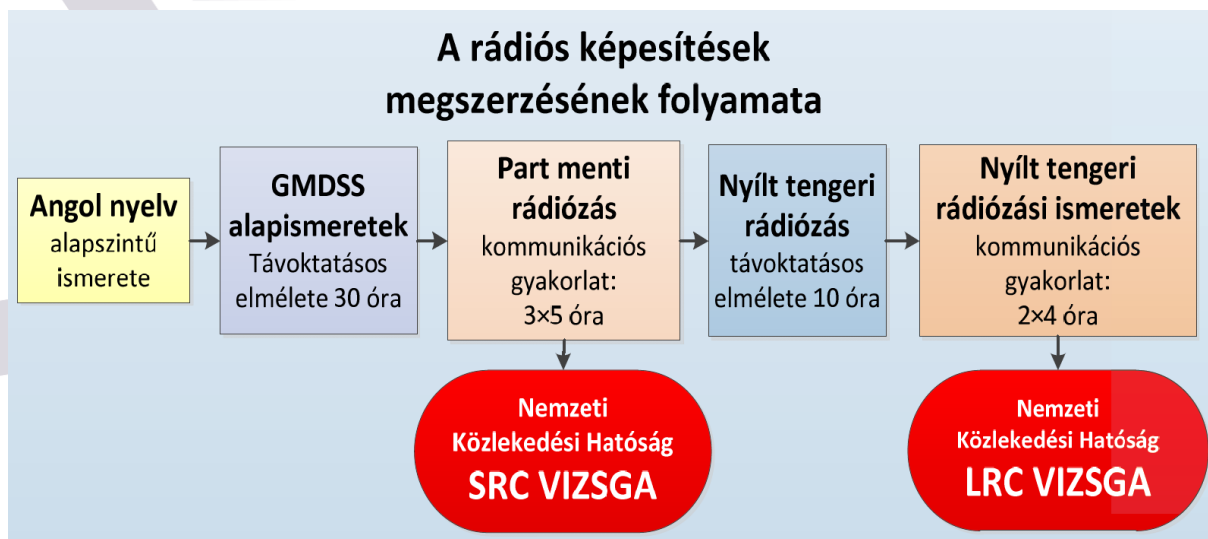 A rádiós képesítések
megszerzésének folyamata
Angol nyelv
alapszintű
ismerete
GMDSS
alapismeretek
Távoktatásos
elmélete 30 óra
Part menti
rádiózás
kommunikációs
gyakorlat:
3×5 óra
Nyílt tengeri
rádiózás
távoktatásos
elmélete 10 óra
Nyílt tengeri
rádiózási ismeretek
kommunikációs
gyakorlat:
2×4 óra
Nemzeti
Közlekedési Hatóság
SRC VIZSGA
Nemzeti
Közlekedési Hatóság
LRC VIZSGA